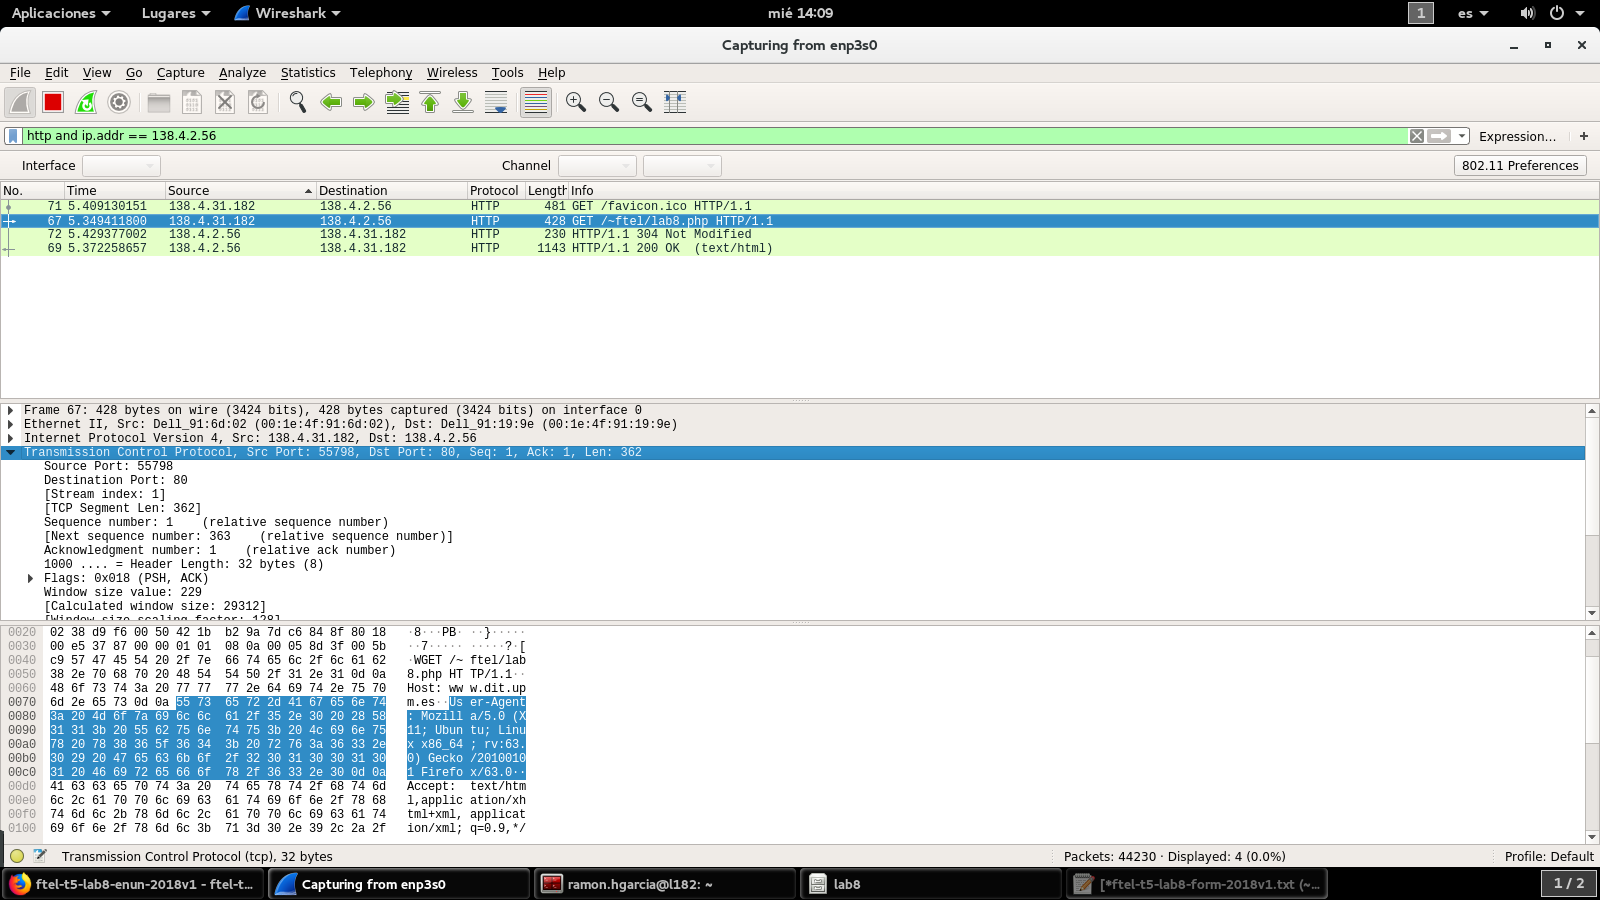 Aplicaciones Lugares Wireshark mié 14:09 1 es
Capturing from enp3s0
File Edit View Go Capture Analyze Statistics Telephony Wireless Tools Help
http and ip.addr == 138.4.2.56 Expression... +
Interface Channel 802.11 Preferences
No. Time Source Destination Protocol Length Info
71 5.409130151 138.4.31.182 138.4.2.56 HTTP 481 GET /favicon.ico HTTP/1.1
67 5.349411800 138.4.31.182 138.4.2.56 HTTP 428 GET /~ftel/lab8.php HTTP/1.1
72 5.429377002 138.4.2.56 138.4.31.182 HTTP 230 HTTP/1.1 304 Not Modified
69 5.372258657 138.4.2.56 138.4.31.182 HTTP 1143 HTTP/1.1 200 OK  (text/html)
Frame 67: 428 bytes on wire (3424 bits), 428 bytes captured (3424 bits) on interface 0
Ethernet II, Src: Dell_91:6d:02 (00:1e:4f:91:6d:02), Dst: Dell_91:19:9e (00:1e:4f:91:19:9e)
Internet Protocol Version 4, Src: 138.4.31.182, Dst: 138.4.2.56
Transmission Control Protocol, Src Port: 55798, Dst Port: 80, Seq: 1, Ack: 1, Len: 362
Source Port: 55798
Destination Port: 80
[Stream index: 1]
[TCP Segment Len: 362]
Sequence number: 1    (relative sequence number)
[Next sequence number: 363    (relative sequence number)]
Acknowledgment number: 1    (relative ack number)
1000 .... = Header Length: 32 bytes (8)
Flags: 0x018 (PSH, ACK)
Window size value: 229
[Calculated window size: 29312]
[Window size scaling factor: 128]
0020 02 38 d9 f6 00 50 42 1b b2 9a 7d c6 84 8f 80 18 ·8···PB· ··}·····
0030 00 e5 37 87 00 00 01 01 08 0a 00 05 8d 3f 00 5b ··7····· ·····?·[
0040 c9 57 47 45 54 20 2f 7e 66 74 65 6c 2f 6c 61 62 ·WGET /~ ftel/lab
0050 38 2e 70 68 70 20 48 54 54 50 2f 31 2e 31 0d 0a 8.php HT TP/1.1··
0060 48 6f 73 74 3a 20 77 77 77 2e 64 69 74 2e 75 70 Host: ww w.dit.up
0070 6d 2e 65 73 0d 0a 55 73 65 72 2d 41 67 65 6e 74 m.es··Us er-Agent
0080 3a 20 4d 6f 7a 69 6c 6c 61 2f 35 2e 30 20 28 58 : Mozill a/5.0 (X
0090 31 31 3b 20 55 62 75 6e 74 75 3b 20 4c 69 6e 75 11; Ubun tu; Linu
00a0 78 20 78 38 36 5f 36 34 3b 20 72 76 3a 36 33 2e x x86_64 ; rv:63.
00b0 30 29 20 47 65 63 6b 6f 2f 32 30 31 30 30 31 30 0) Gecko /2010010
00c0 31 20 46 69 72 65 66 6f 78 2f 36 33 2e 30 0d 0a 1 Firefo x/63.0··
00d0 41 63 63 65 70 74 3a 20 74 65 78 74 2f 68 74 6d Accept:  text/htm
00e0 6c 2c 61 70 70 6c 69 63 61 74 69 6f 6e 2f 78 68 l,applic ation/xh
00f0 74 6d 6c 2b 78 6d 6c 2c 61 70 70 6c 69 63 61 74 tml+xml, applicat
0100 69 6f 6e 2f 78 6d 6c 3b 71 3d 30 2e 39 2c 2a 2f ion/xml; q=0.9,*/
Transmission Control Protocol (tcp), 32 bytes Packets: 44230 · Displayed: 4 (0.0%) Profile: Default
ftel-t5-lab8-enun-2018v1 - ftel-t... Capturing from enp3s0 ramon.hgarcia@l182: ~ lab8 [*ftel-t5-lab8-form-2018v1.txt (~... 1 / 2